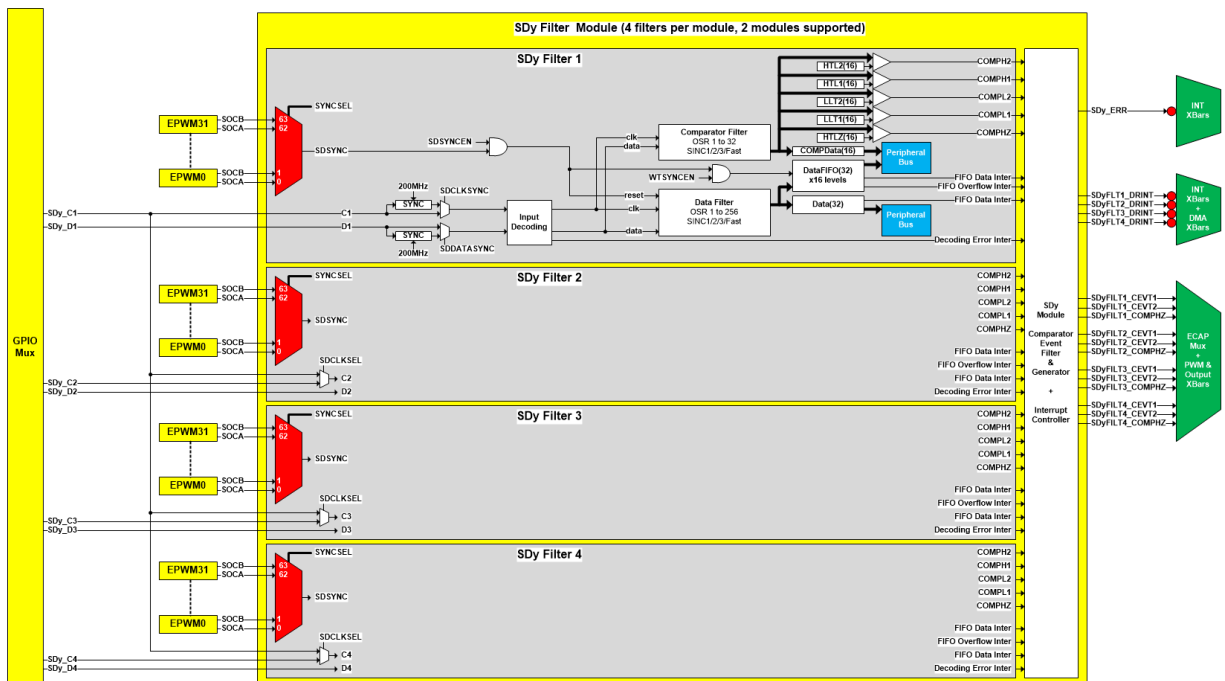 SDy Filter Module (4 filters per module, 2 modules supported)
GPIO
Mux
SDy Filter 1
SYNCSEL
EPWM31
SOCB
SOCA
63
62
EPWM0
SOCB
SOCA
1
0
SDSYNC
SDSYNCEN
WTSYNCEN
SDy_C1
SDy_D1
C1
D1
200MHz
SYNC
SDCLKSYNC
SYNC
200MHz
SDDATASYNC
Input
Decoding
clk
data
Comparator Filter
OSR 1 to 32
SINC1/2/3/Fast
reset
clk
data
Data Filter
OSR 1 to 256
SINC1/2/3/Fast
HTL2(16)
HTL1(16)
LLT2(16)
LLT1(16)
HTLZ(16)
COMPData(16)
DataFIFO(32)
x16 levels
Data(32)
Peripheral
Bus
Peripheral
Bus
COMPH2
COMPH1
COMPL2
COMPL1
COMPHZ
FIFO Data Inter
FIFO Overflow Inter
FIFO Data Inter
Decoding Error Inter
SDy Filter 2
SYNCSEL
EPWM31
SOCB
SOCA
63
62
EPWM0
SOCB
SOCA
1
0
SDSYNC
SDCLKSEL
SDy_C2
SDy_D2
C2
D2
COMPH2
COMPH1
COMPL2
COMPL1
COMPHZ
FIFO Data Inter
FIFO Overflow Inter
FIFO Data Inter
Decoding Error Inter
SDy Filter 3
SYNCSEL
EPWM31
SOCB
SOCA
63
62
EPWM0
SOCB
SOCA
1
0
SDSYNC
SDCLKSEL
SDy_C3
SDy_D3
C3
D3
COMPH2
COMPH1
COMPL2
COMPL1
COMPHZ
FIFO Data Inter
FIFO Overflow Inter
FIFO Data Inter
Decoding Error Inter
SDy Filter 4
SYNCSEL
EPWM31
SOCB
SOCA
63
62
EPWM0
SOCB
SOCA
1
0
SDSYNC
SDCLKSEL
SDy_C4
SDy_D4
C4
D4
COMPH2
COMPH1
COMPL2
COMPL1
COMPHZ
FIFO Data Inter
FIFO Overflow Inter
FIFO Data Inter
Decoding Error Inter
SDy
Module
Comparator
Event
Filter
&
Generator
+
Interrupt
Controller
SDy_ERR
INT
XBars
SDyFLT1_DRINT
SDyFLT2_DRINT
SDyFLT3_DRINT
SDyFLT4_DRINT
INT
XBars
+
DMA
XBars
SDyFILT1_CEVT1
SDyFILT1_CEVT2
SDyFILT1_COMPHZ
SDyFILT2_CEVT1
SDyFILT2_CEVT2
SDyFILT2_COMPHZ
SDyFILT3_CEVT1
SDyFILT3_CEVT2
SDyFILT3_COMPHZ
SDyFILT4_CEVT1
SDyFILT4_CEVT2
SDyFILT4_COMPHZ
ECAP
Mux
+
PWM &
Output
XBars